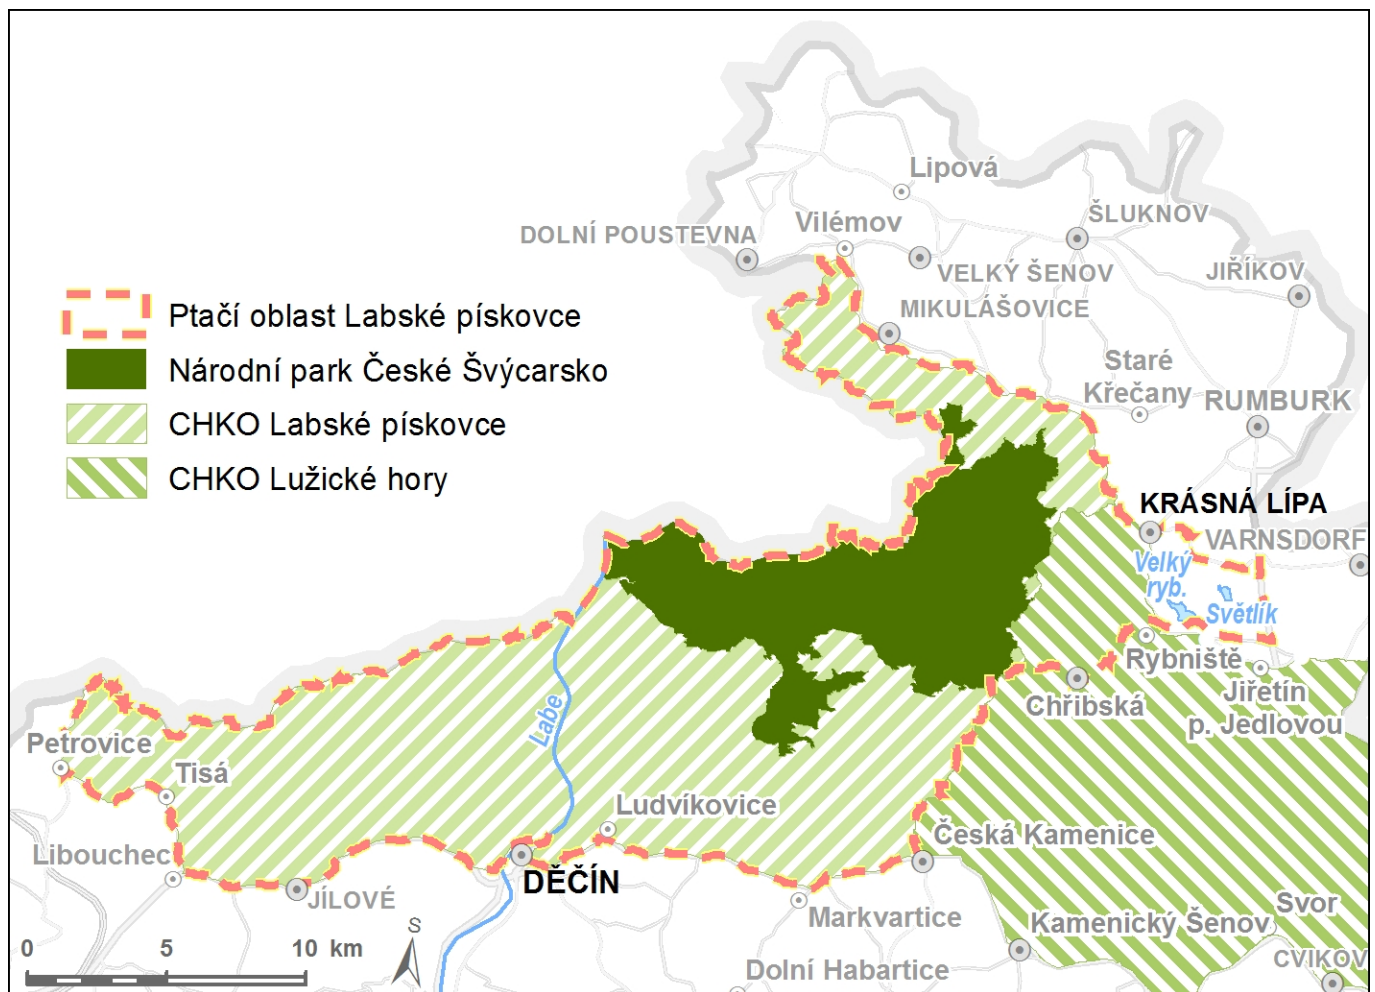 Lipová
Vilémov
ŠLUKNOV
DOLNÍ POUSTEVNA
VELKÝ ŠENOV
JIŘÍKOV
MIKULÁŠOVICE
Ptačí oblast Labské pískovce
Národní park České Švýcarsko
CHKO Labské pískovce
CHKO Lužické hory
Staré
Křečany
RUMBURK
KRÁSNÁ LÍPA
VARNSDORF
Velký
ryb.
Světlík
Rybniště
Chřibská
Jiřetín
p. Jedlovou
Labe
Petrovice
Tisá
Ludvíkovice
Česká Kamenice
Libouchec
DĚČÍN
JÍLOVÉ
Markvartice
Kamenický Šenov
Svor
CVIKOV
Dolní Habartice
S
0 5 10 km